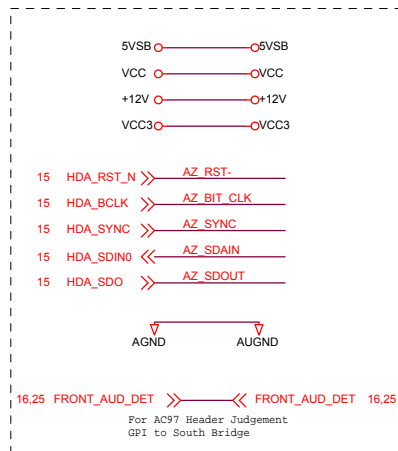 5VSB 5VSB
VCC VCC
+12V +12V
VCC3 VCC3
15 HDA_RST_N AZ_RST-
15 HDA_BCLK AZ_BIT_CLK
15 HDA_SYNC AZ_SYNC
15 HDA_SDIN0 AZ_SDAIN
15 HDA_SDO AZ_SDOUT
AGND AUGND
16,25 FRONT_AUD_DET FRONT_AUD_DET 16,25
For AC97 Header Judgement
GPI to South Bridge